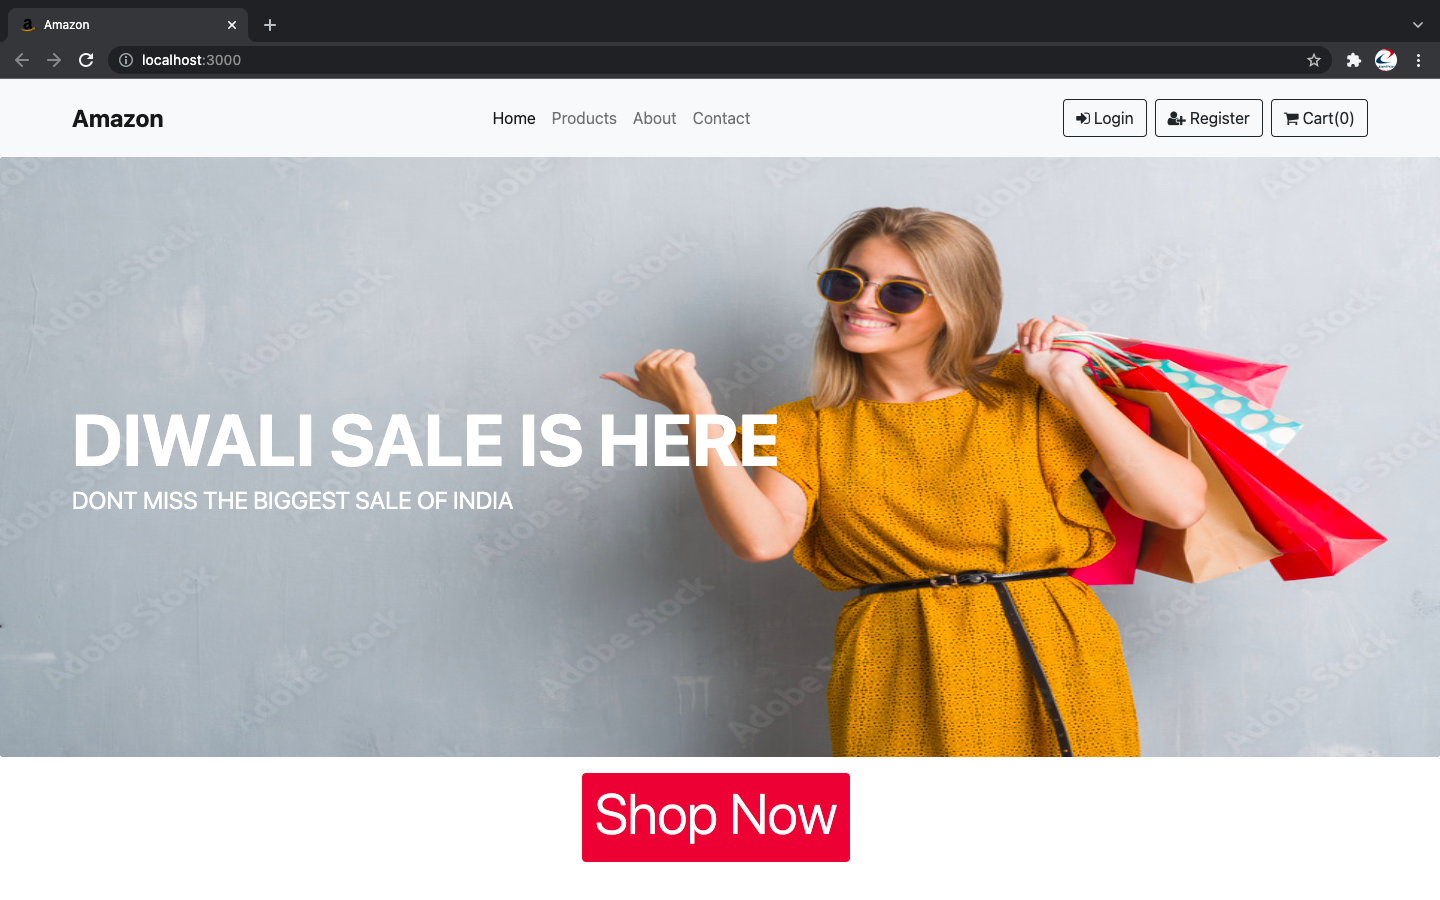 Amazon
localhost:3000
Amazon
Home Products About Contact
Login Register Cart(0)
DIWALI SALE IS HERE
DONT MISS THE BIGGEST SALE OF INDIA
Adobe Stock
Shop Now